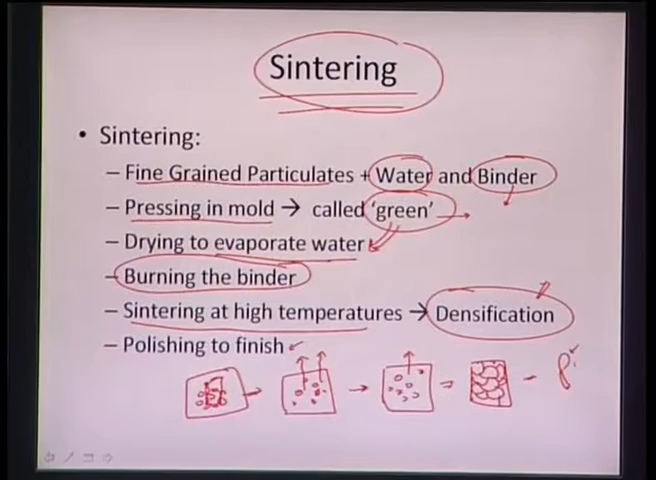 Sintering
• Sintering:
– Fine Grained Particulates + Water and Binder
– Pressing in mold → called 'green'
– Drying to evaporate water
– Burning the binder
– Sintering at high temperatures → Densification
– Polishing to finish